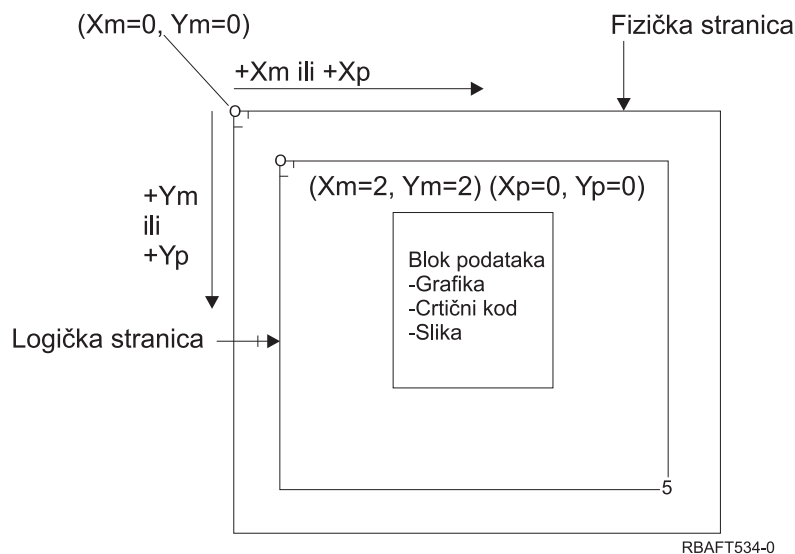 (Xm=0, Ym=0)
Fizička stranica
+Xm ili +Xp
(Xm=2, Ym=2) (Xp=0, Yp=0)
+Ym
ili
+Yp
Blok podataka
-Grafika
-Crtični kod
-Slika
Logička stranica
5
RBAFT534-0